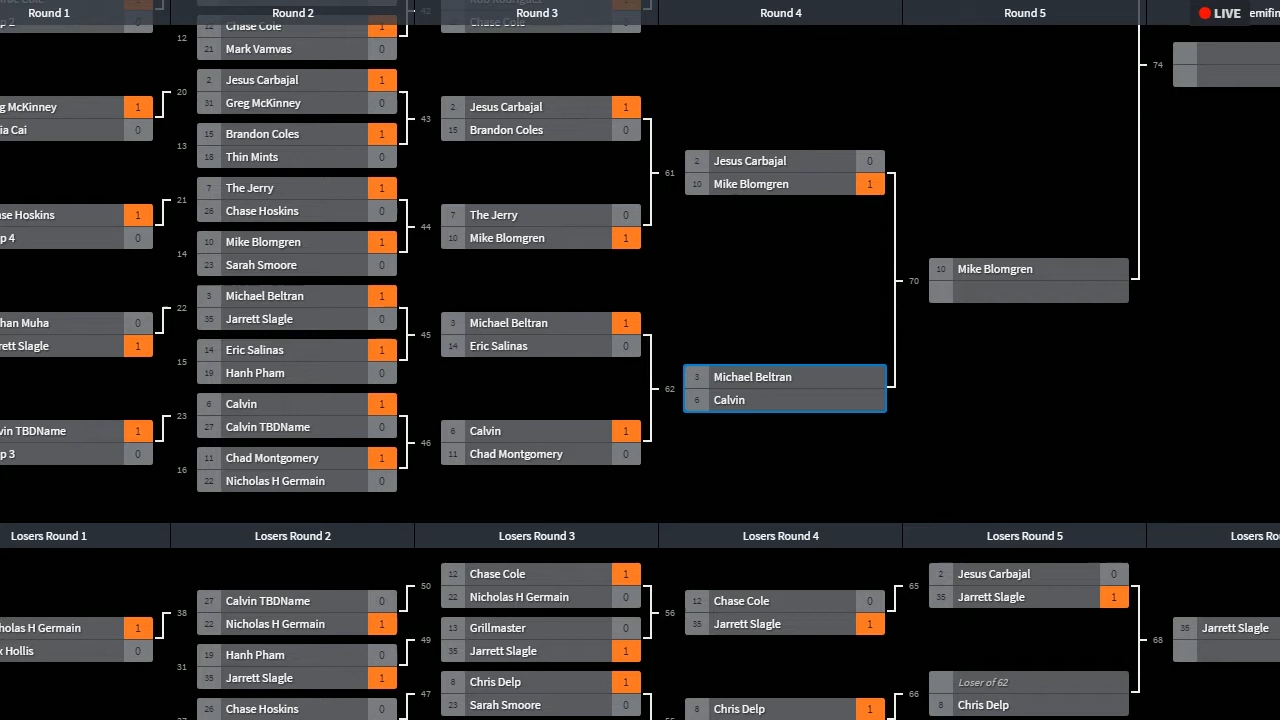 Round 1
Round 2
Round 3
Round 4
Round 5
LIVE
12
12 Chase Cole 1
21 Mark Vamvas 0
Chase Cole
20
2 Jesus Carbajal 1
31 Greg McKinney 0
g McKinney 1
ia Cai 0
13
15 Brandon Coles 1
18 Thin Mints 0
43
2 Jesus Carbajal 1
15 Brandon Coles 0
21
7 The Jerry 1
26 Chase Hoskins 0
se Hoskins 1
p 4 0
14
10 Mike Blomgren 1
23 Sarah Smoore 0
44
7 The Jerry 0
10 Mike Blomgren 1
61
2 Jesus Carbajal 0
10 Mike Blomgren 1
22
3 Michael Beltran 1
35 Jarrett Slagle 0
han Muha 0
rett Slagle 1
15
14 Eric Salinas 1
19 Hanh Pham 0
45
3 Michael Beltran 1
14 Eric Salinas 0
23
6 Calvin 1
27 Calvin TBDName 0
vin TBDName 1
p 3 0
16
11 Chad Montgomery 1
22 Nicholas H Germain 0
46
6 Calvin 1
11 Chad Montgomery 0
62
3 Michael Beltran
6 Calvin
70
10 Mike Blomgren
74
Losers Round 1
Losers Round 2
Losers Round 3
Losers Round 4
Losers Round 5
Losers Ro
holas H Germain 1
x Hollis 0
38
27 Calvin TBDName 0
22 Nicholas H Germain 1
31
19 Hanh Pham 0
35 Jarrett Slagle 1
26 Chase Hoskins 0
50
12 Chase Cole 1
22 Nicholas H Germain 0
49
13 Grillmaster 0
35 Jarrett Slagle 1
47
8 Chris Delp 1
23 Sarah Smoore 0
56
12 Chase Cole 0
35 Jarrett Slagle 1
8 Chris Delp 1
65
2 Jesus Carbajal 0
35 Jarrett Slagle 1
66
Loser of 62
8 Chris Delp
68
35 Jarrett Slagle